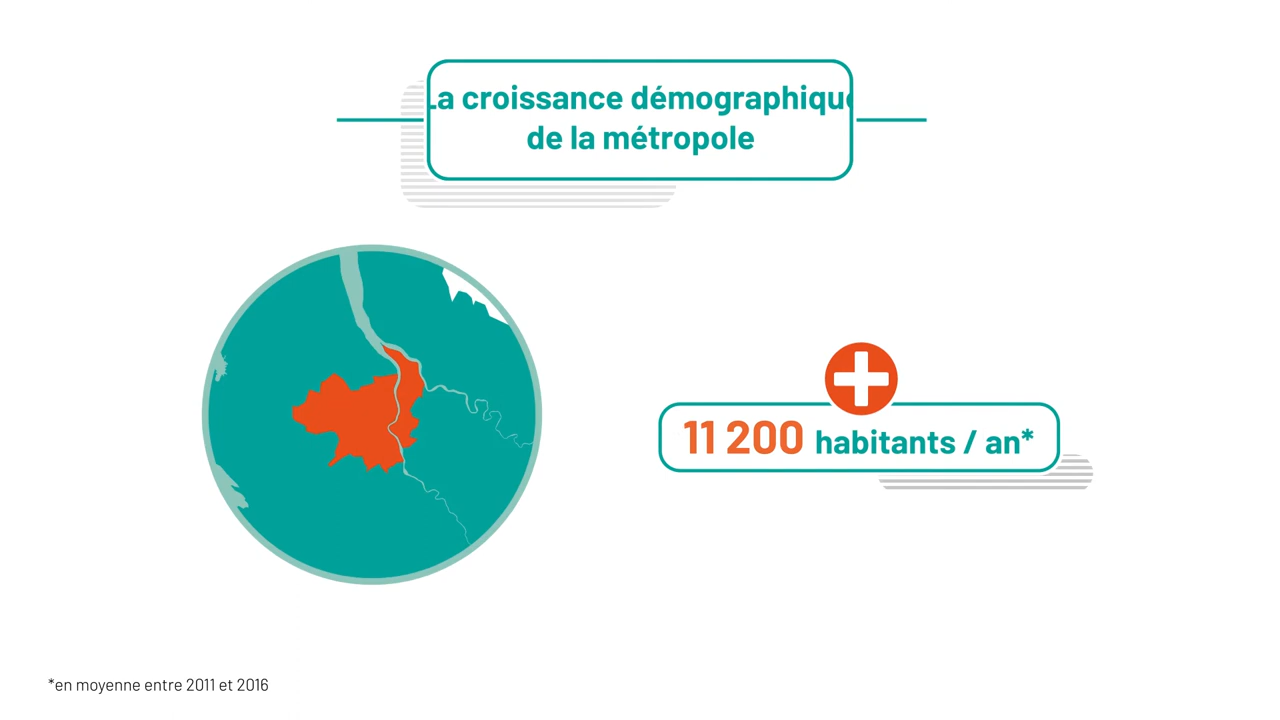 La croissance démographique
de la métropole
11 200 habitants / an*
*en moyenne entre 2011 et 2016